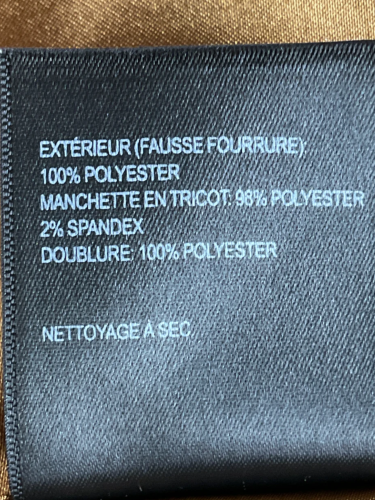 EXTÉRIEUR (FAUSSE FOURRURE):
100% POLYESTER
MANCHETTE EN TRICOT: 98% POLYESTER
2% SPANDEX
DOUBLURE: 100% POLYESTER
NETTOYAGE À SEC